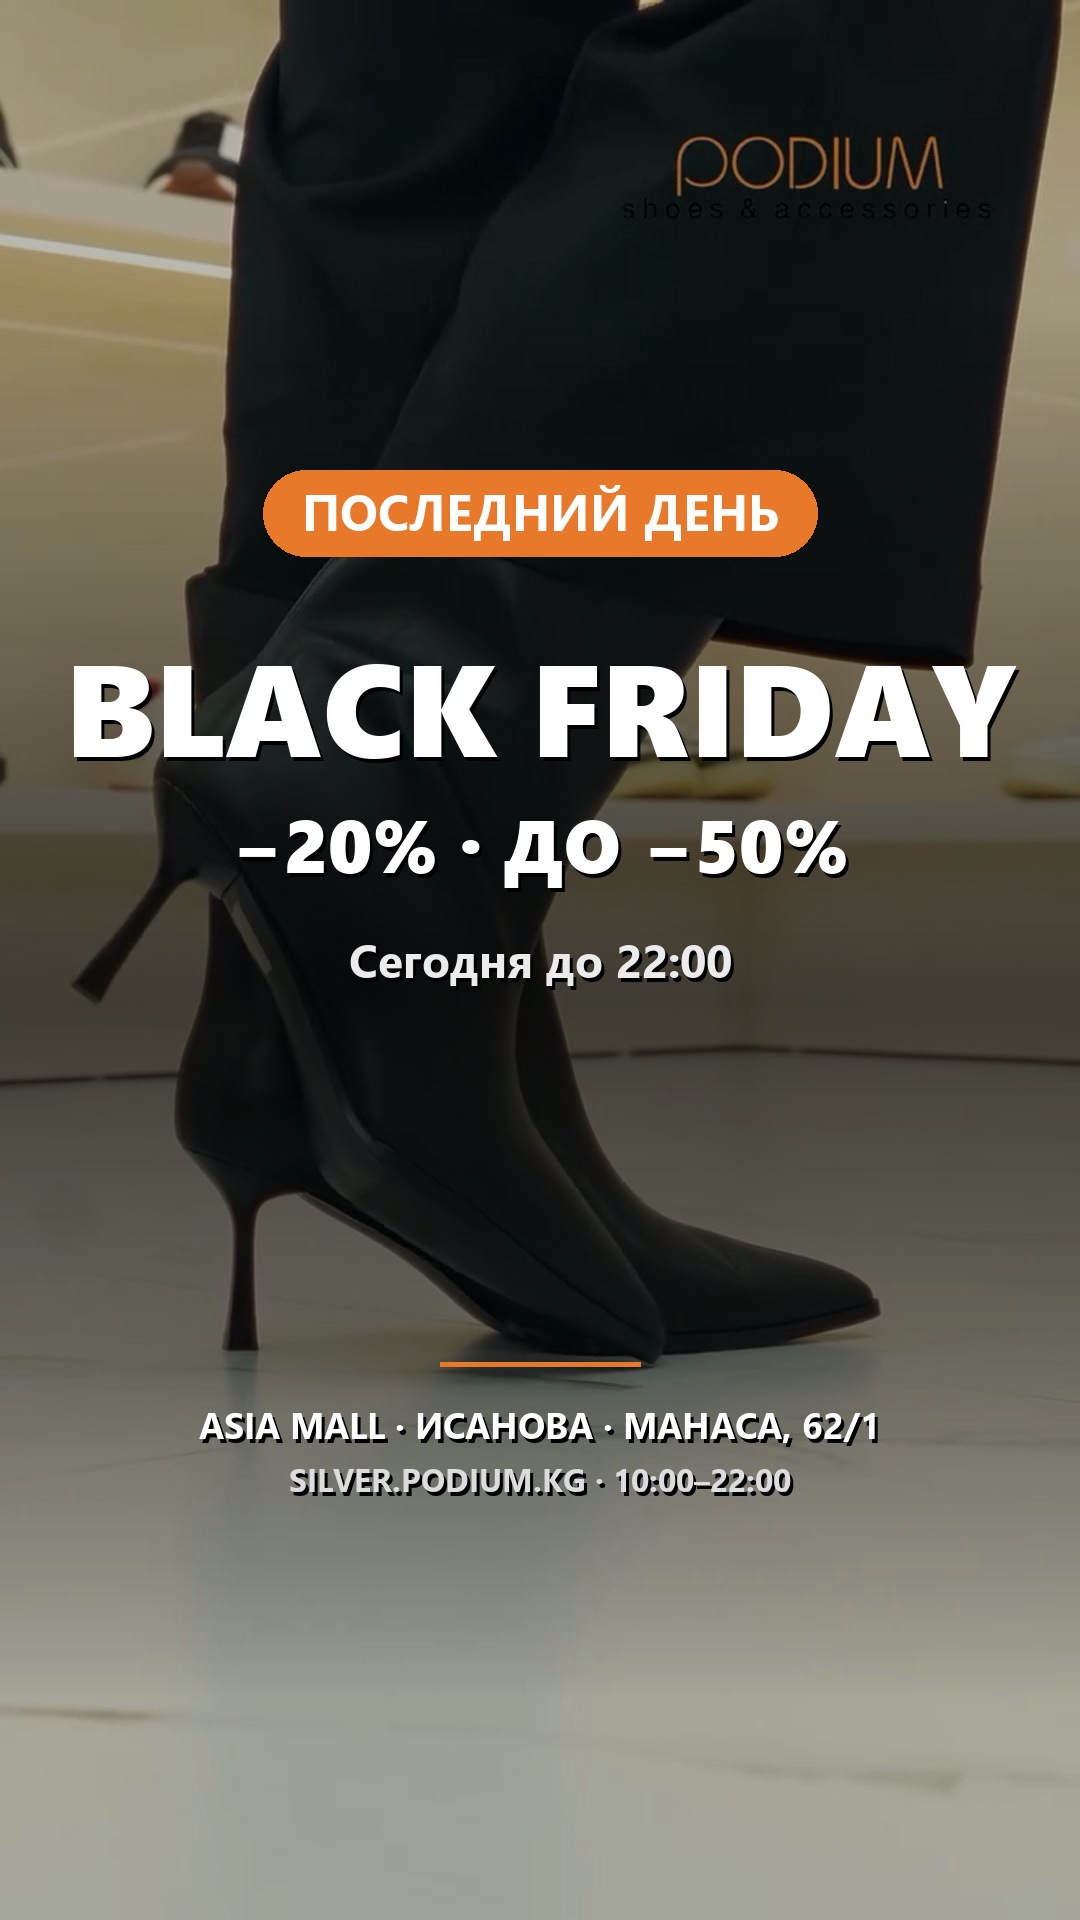 PODIUM
shoes & accessories
ПОСЛЕДНИЙ ДЕНЬ
BLACK FRIDAY
–20% · ДО –50%
Сегодня до 22:00
ASIA MALL · ИСАНОВА · МАНАСА, 62/1
SILVER.PODIUM.KG · 10:00–22:00